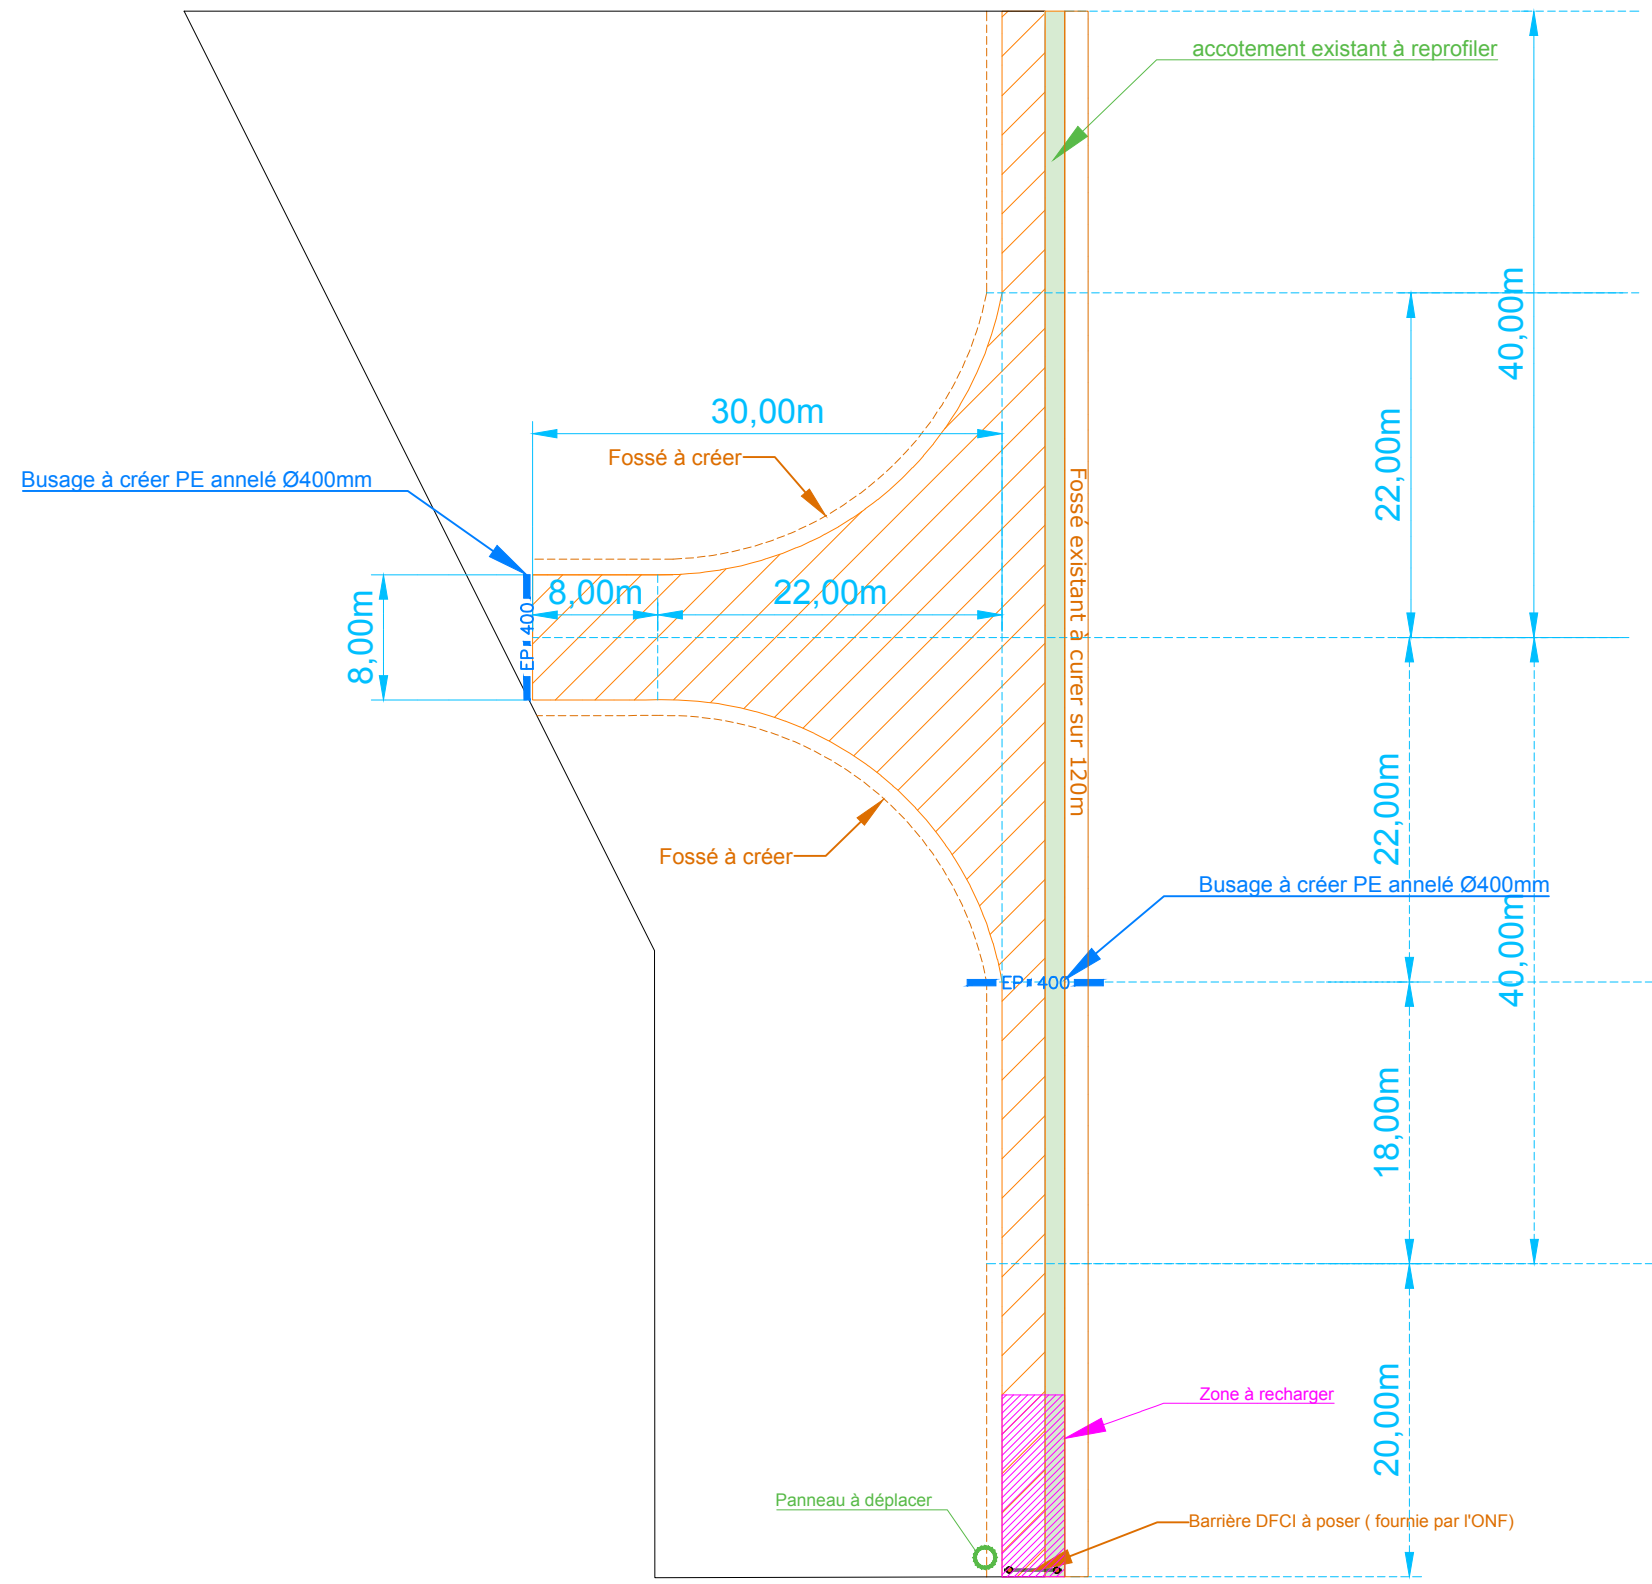 accotement existant à reprofiler
40,00m
22,00m
30,00m
Fossé à créer
Busage à créer PE annelé Ø400mm
Fossé existant à curer sur 120m
8,00m
22,00m
8,00m
EP 400
22,00m
Fossé à créer
Busage à créer PE annelé Ø400mm
40,00m
EP 400
18,00m
Zone à recharger
20,00m
Panneau à déplacer
Barrière DFCI à poser ( fournie par l'ONF)